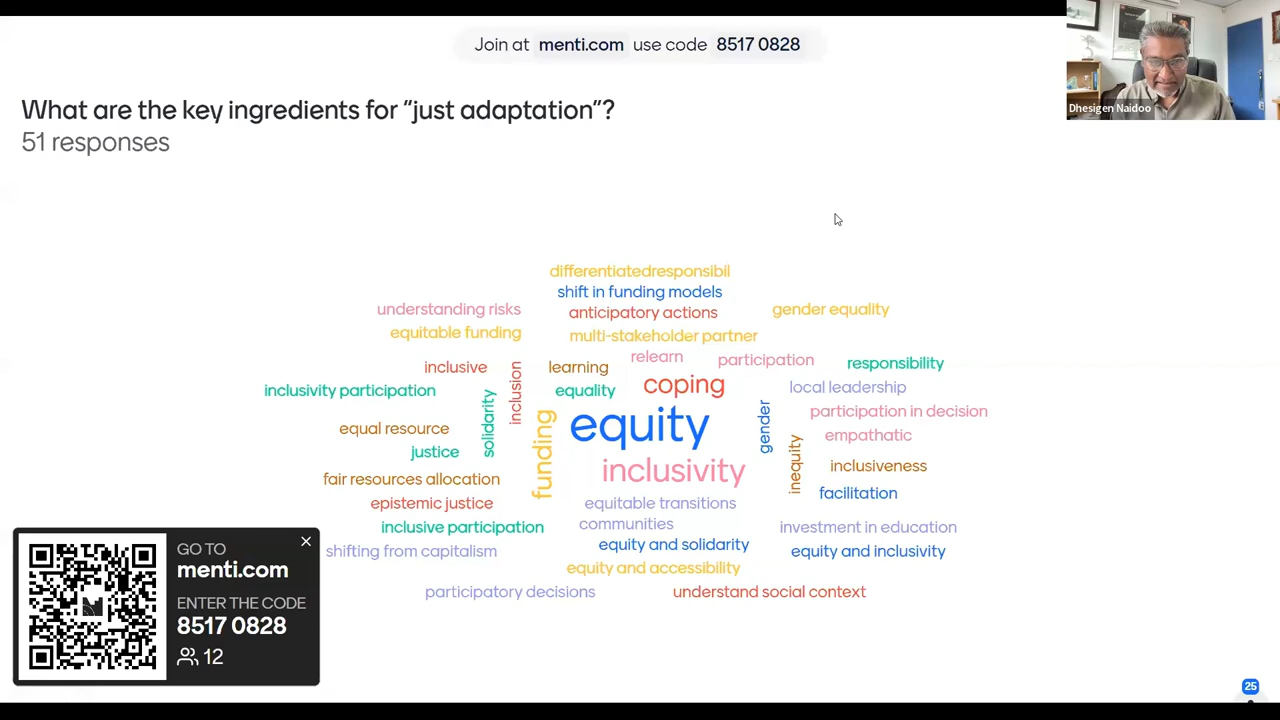 Join at menti.com use code 8517 0828
Dhesigen Naidoo
What are the key ingredients for "just adaptation"?
51 responses
differentiatedresponsibil
shift in funding models
understanding risks
anticipatory actions
gender equality
equitable funding
multi-stakeholder partner
relearn
participation
responsibility
inclusive
inclusion
learning
coping
local leadership
inclusivity participation
solidarity
equality
gender
participation in decision
equal resource
funding
equity
empathatic
justice
inequity
inclusiveness
inclusivity
fair resources allocation
facilitation
epistemic justice
equitable transitions
inclusive participation
communities
investment in education
shifting from capitalism
equity and solidarity
equity and inclusivity
equity and accessibility
participatory decisions
understand social context
GO TO
menti.com
ENTER THE CODE
8517 0828
12
25